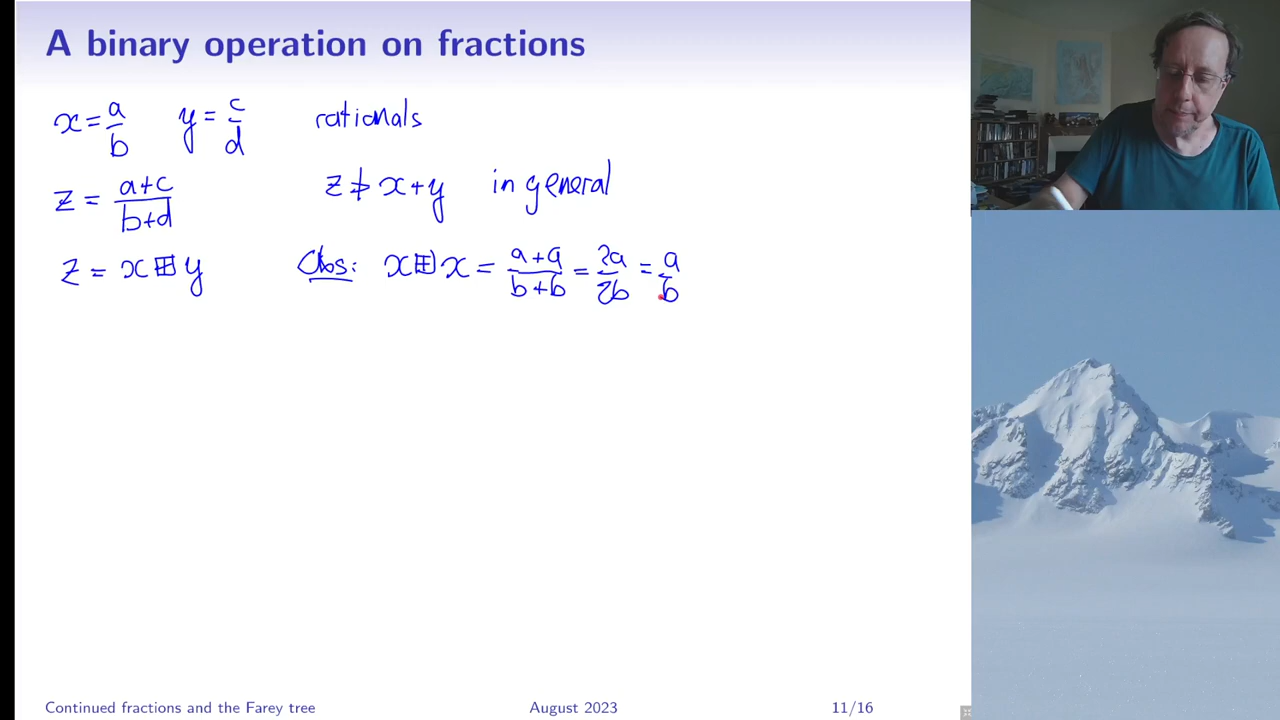 A binary operation on fractions
x = a/b y = c/d rationals
z = (a+c)/(b+d) z ≠ x+y in general
z = x ⊞ y Obs: x ⊞ x = (a+a)/(b+b) = 2a/2b = a/b
Continued fractions and the Farey tree August 2023 11/16